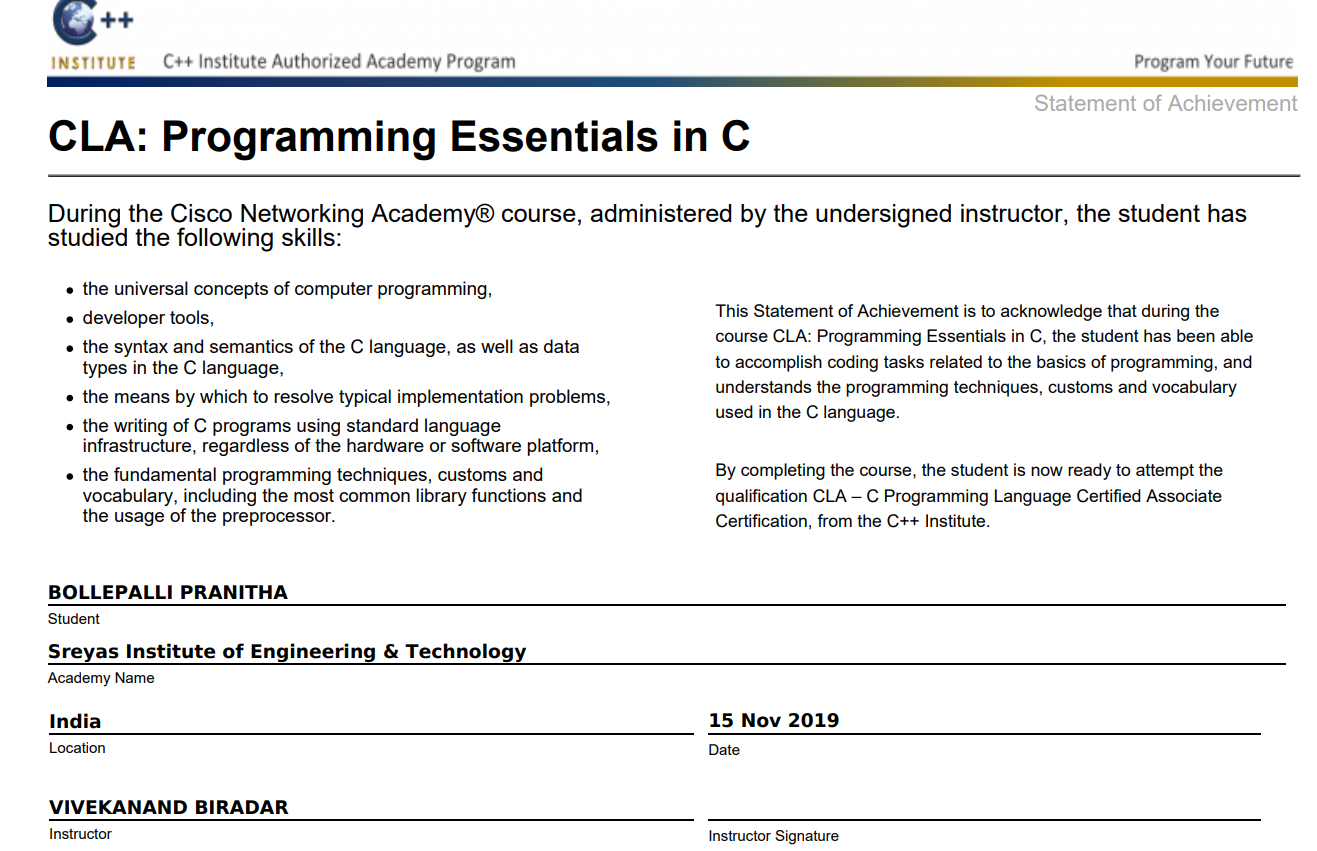 C++
INSTITUTE
C++ Institute Authorized Academy Program
Program Your Future
Statement of Achievement
CLA: Programming Essentials in C
During the Cisco Networking Academy® course, administered by the undersigned instructor, the student has
studied the following skills:
• the universal concepts of computer programming,
• developer tools,
• the syntax and semantics of the C language, as well as data
types in the C language,
• the means by which to resolve typical implementation problems,
• the writing of C programs using standard language
infrastructure, regardless of the hardware or software platform,
• the fundamental programming techniques, customs and
vocabulary, including the most common library functions and
the usage of the preprocessor.
This Statement of Achievement is to acknowledge that during the
course CLA: Programming Essentials in C, the student has been able
to accomplish coding tasks related to the basics of programming, and
understands the programming techniques, customs and vocabulary
used in the C language.
By completing the course, the student is now ready to attempt the
qualification CLA – C Programming Language Certified Associate
Certification, from the C++ Institute.
BOLLEPALLI PRANITHA
Student
Sreyas Institute of Engineering & Technology
Academy Name
India
Location
15 Nov 2019
Date
VIVEKANAND BIRADAR
Instructor
Instructor Signature